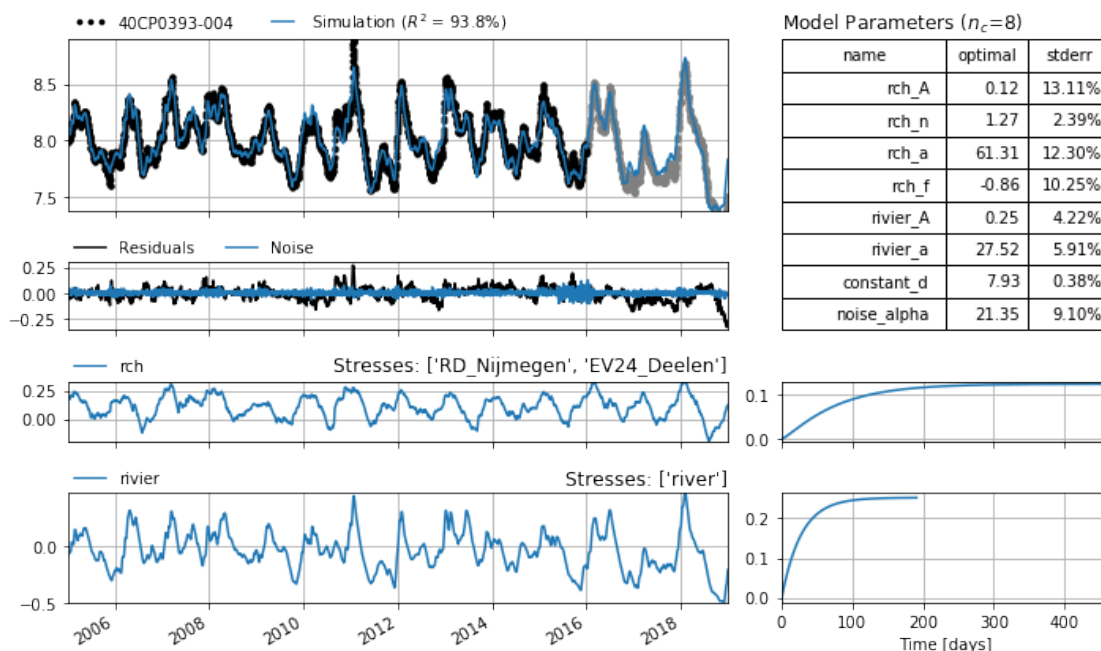 40CP0393-004 Simulation (R² = 93.8%)
8.5
8.0
7.5
Residuals Noise
0.25
0.00
−0.25
rch Stresses: ['RD_Nijmegen', 'EV24_Deelen']
0.25
0.00
rivier Stresses: ['river']
0.0
−0.5
2006 2008 2010 2012 2014 2016 2018
Model Parameters (n_c=8)
name optimal stderr
rch_A 0.12 13.11%
rch_n 1.27 2.39%
rch_a 61.31 12.30%
rch_f -0.86 10.25%
rivier_A 0.25 4.22%
rivier_a 27.52 5.91%
constant_d 7.93 0.38%
noise_alpha 21.35 9.10%
0.1
0.0
0.2
0.1
0.0
0 100 200 300 400
Time [days]